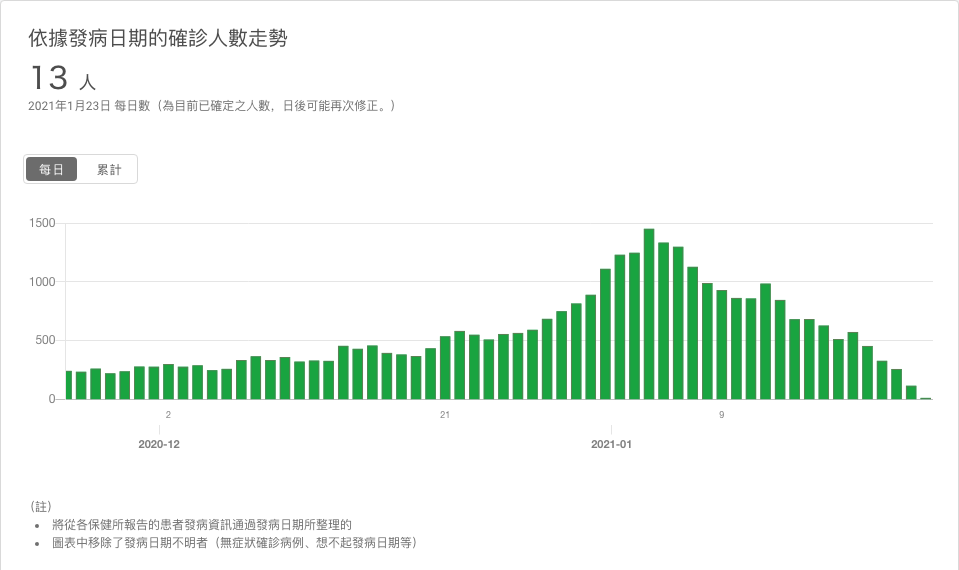 依據發病日期的確診人數走勢
13 人
2021年1月23日 每日數（為目前已確定之人數，日後可能再次修正。）
每日 累計
1500
1000
500
0
2 21 9
2020-12 2021-01
（註）
• 將從各保健所報告的患者發病資訊通過發病日期所整理的
• 圖表中移除了發病日期不明者（無症狀確診病例、想不起發病日期等）